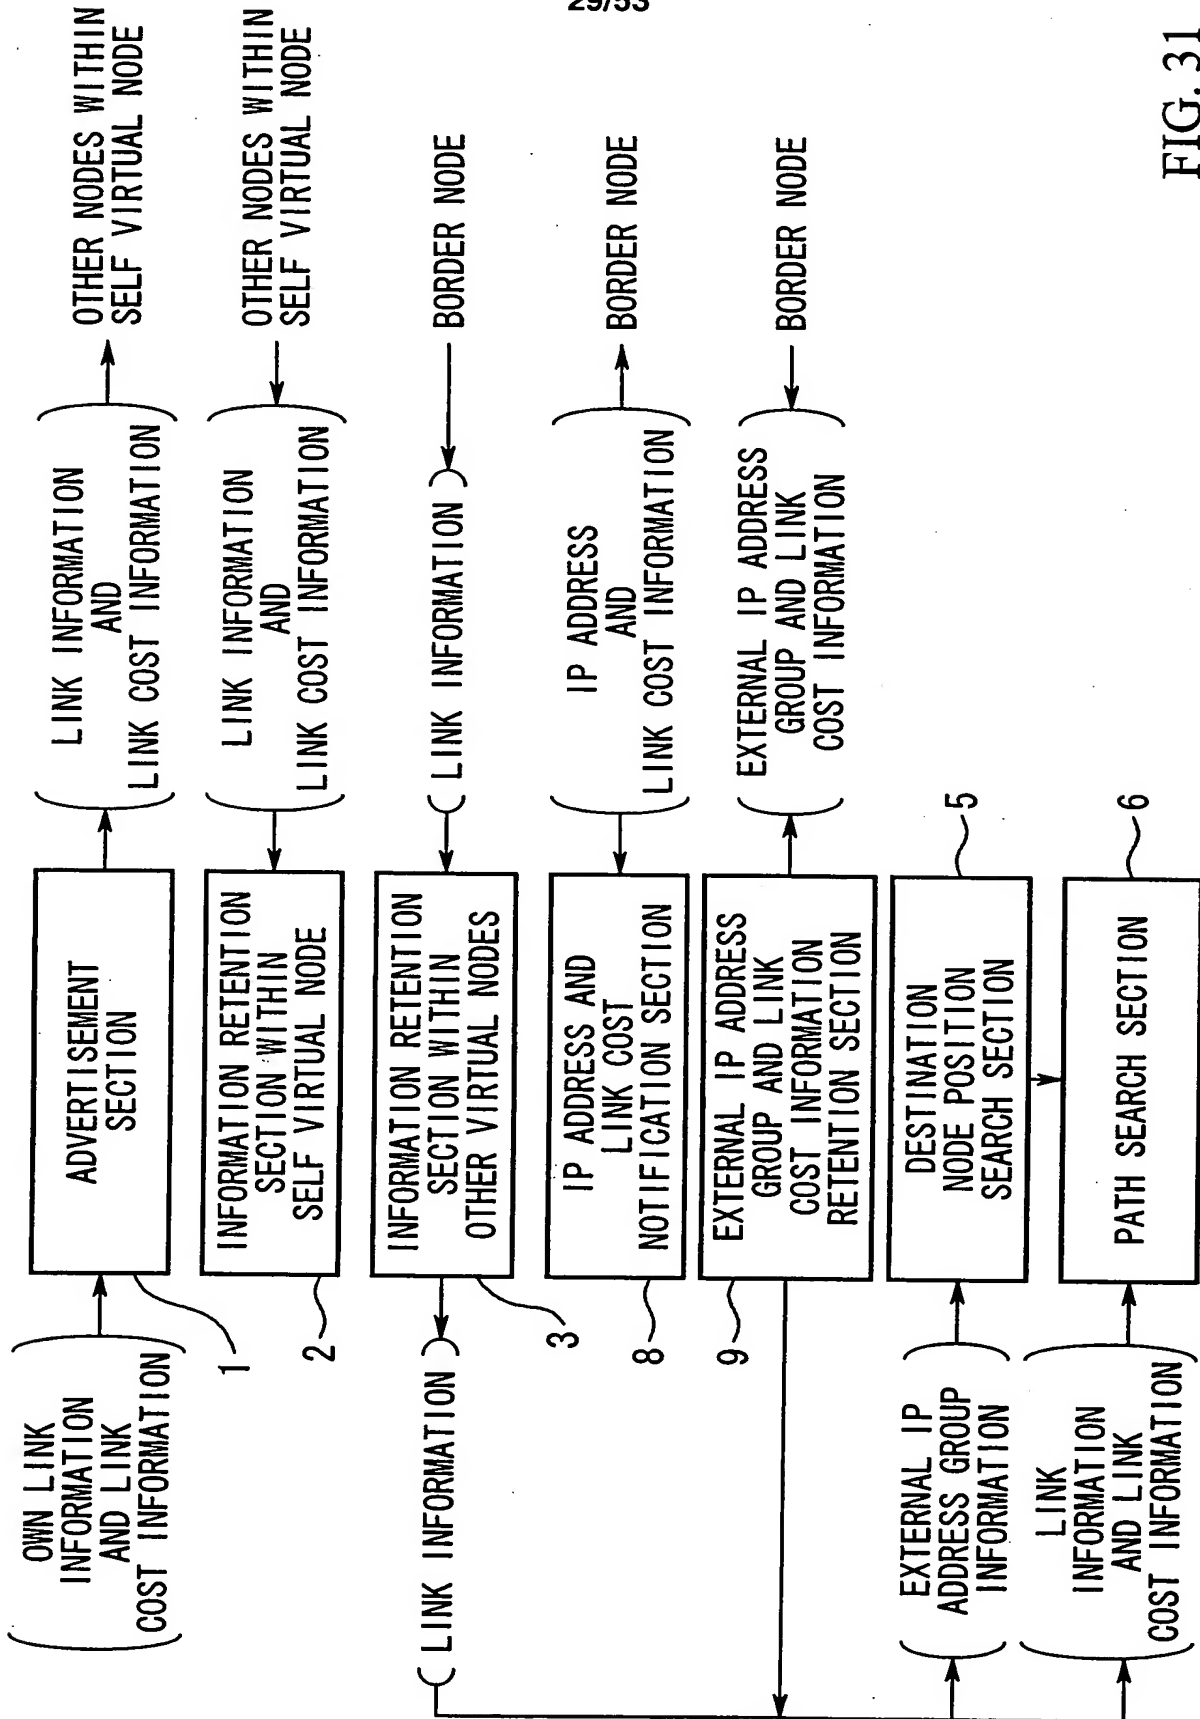 29/53
OWN LINK
INFORMATION
AND LINK
COST INFORMATION
1
ADVERTISEMENT
SECTION
LINK INFORMATION
AND
LINK COST INFORMATION
OTHER NODES WITHIN
SELF VIRTUAL NODE
2
INFORMATION RETENTION
SECTION WITHIN
SELF VIRTUAL NODE
LINK INFORMATION
AND
LINK COST INFORMATION
OTHER NODES WITHIN
SELF VIRTUAL NODE
(LINK INFORMATION)
3
INFORMATION RETENTION
SECTION WITHIN
OTHER VIRTUAL NODES
(LINK INFORMATION)
BORDER NODE
8
IP ADDRESS AND
LINK COST
NOTIFICATION SECTION
IP ADDRESS
AND
LINK COST INFORMATION
BORDER NODE
9
EXTERNAL IP ADDRESS
GROUP AND LINK
COST INFORMATION
RETENTION SECTION
EXTERNAL IP ADDRESS
GROUP AND LINK
COST INFORMATION
BORDER NODE
EXTERNAL IP
ADDRESS GROUP
INFORMATION
DESTINATION
NODE POSITION
SEARCH SECTION
5
LINK
INFORMATION
AND LINK
COST INFORMATION
PATH SEARCH SECTION
6
FIG. 31